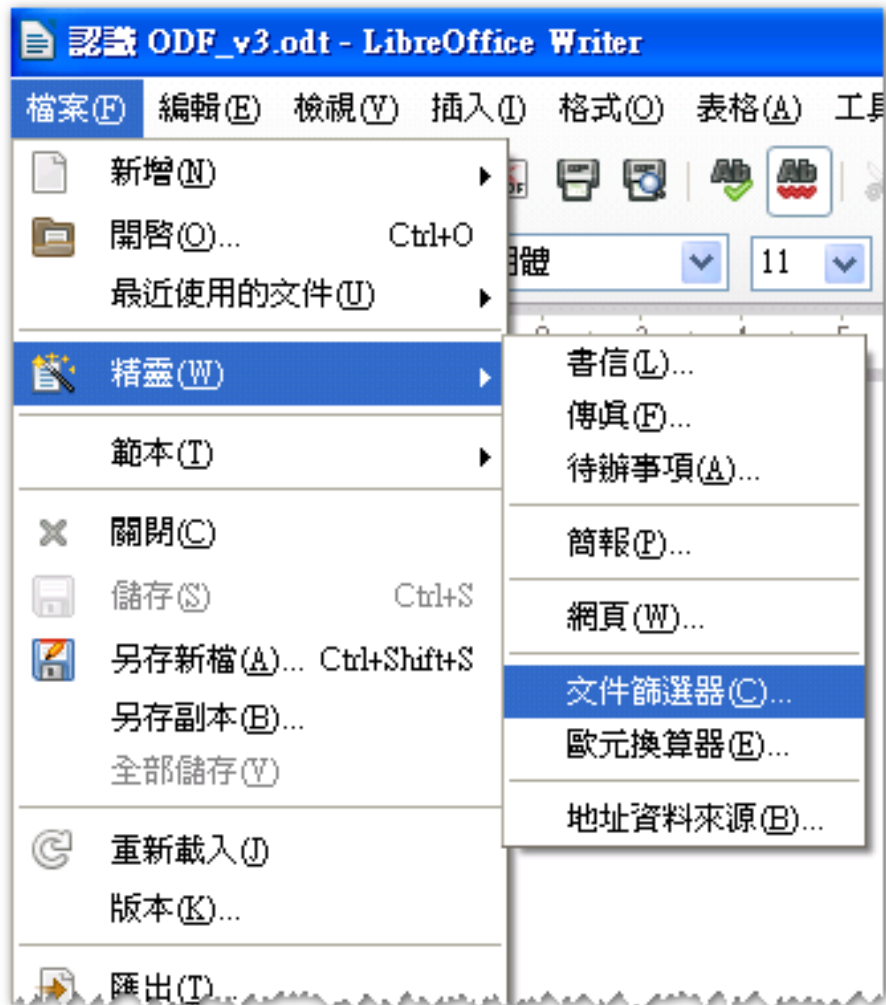 認識 ODF_v3.odt - LibreOffice Writer
檔案(F) 編輯(E) 檢視(V) 插入(I) 格式(O) 表格(A) 工具
新增(N)
開啓(O)... Ctrl+O
11
最近使用的文件(U)
精靈(W)
範本(T)
關閉(C)
儲存(S) Ctrl+S
另存新檔(A)... Ctrl+Shift+S
另存副本(B)...
全部儲存(V)
重新載入(J)
版本(K)...
匯出(T)...
書信(L)...
傳眞(F)...
待辦事項(A)...
簡報(P)...
網頁(W)...
文件篩選器(C)...
歐元換算器(E)...
地址資料來源(B)...